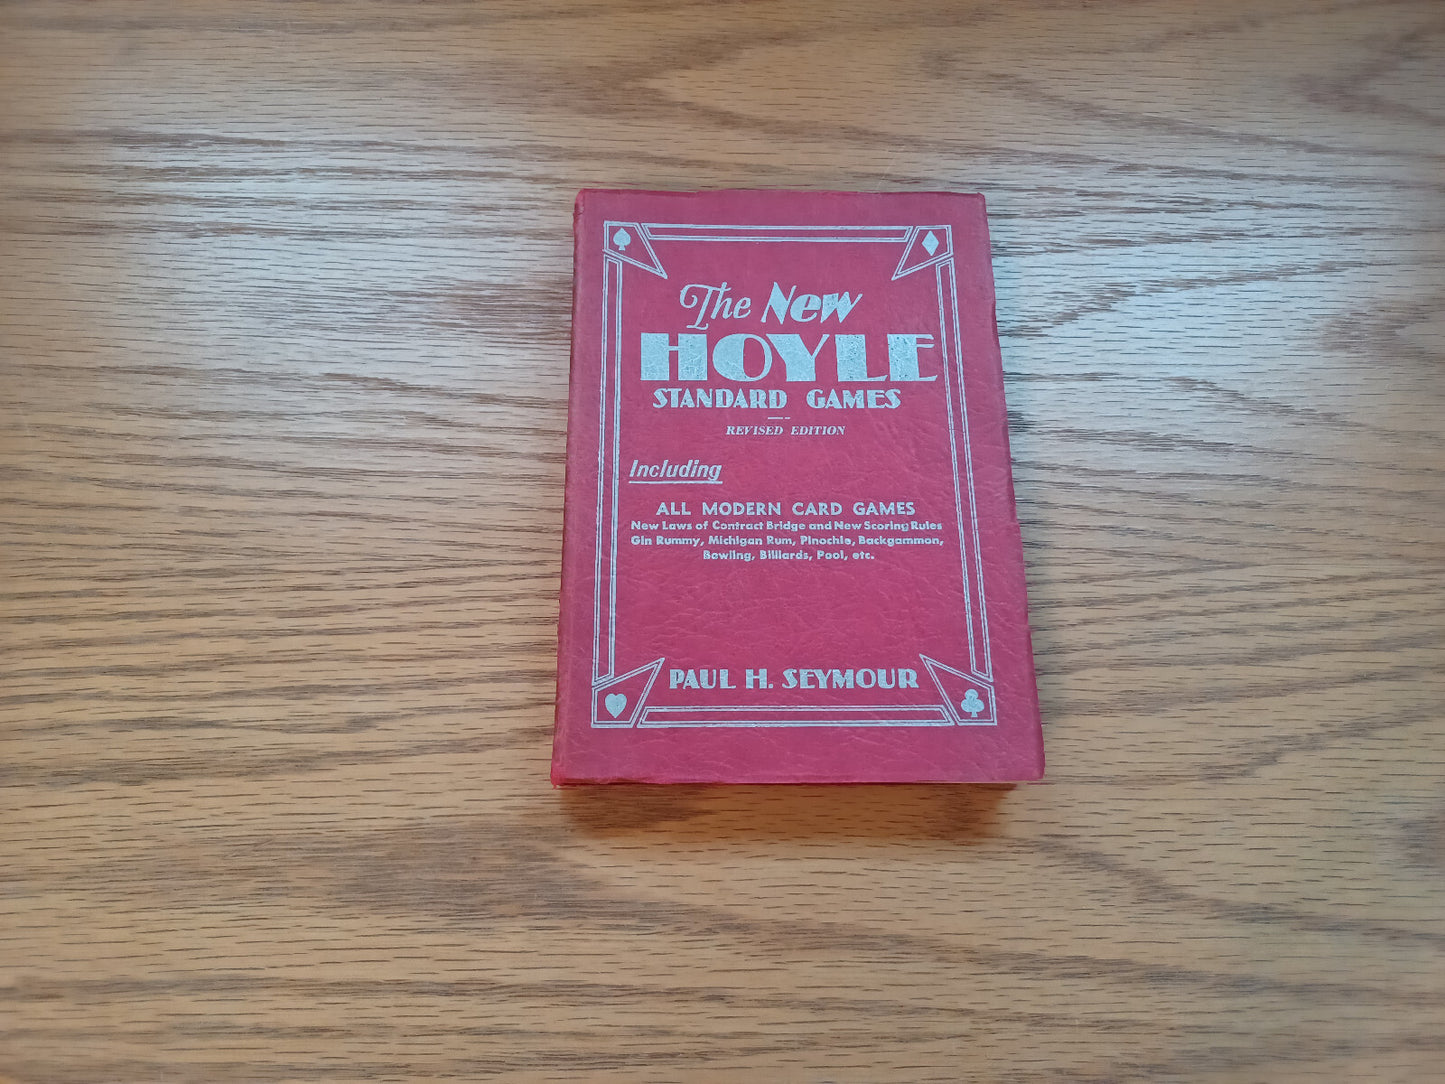 The New
HOYLE
STANDARD GAMES
REVISED EDITION
Including
ALL MODERN CARD GAMES
New Laws of Contract Bridge and New Scoring Rules
Gin Rummy, Michigan Rum, Pinochle, Backgammon,
Bowling, Billiards, Pool, etc.
PAUL H. SEYMOUR